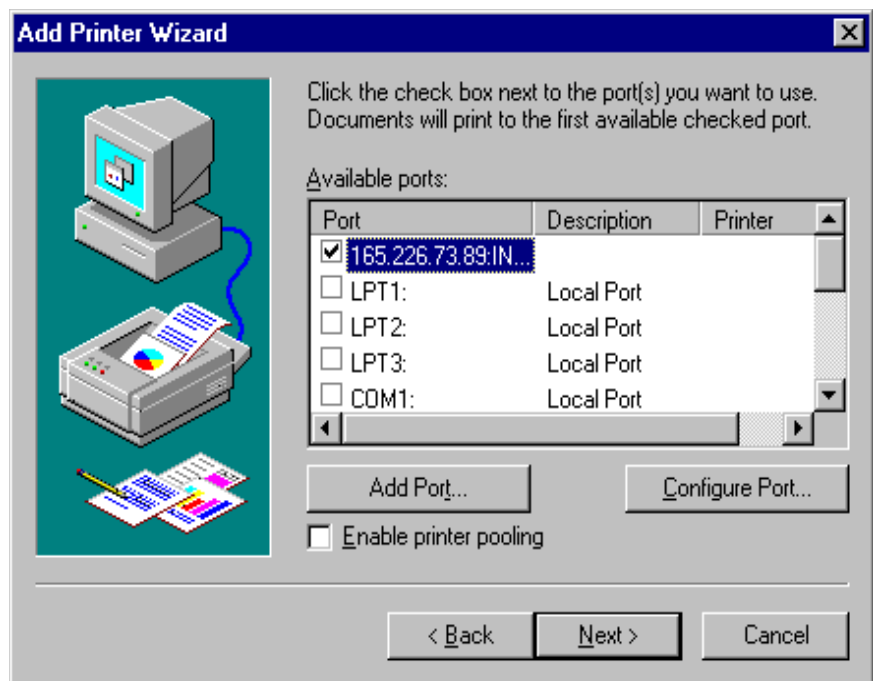 Add Printer Wizard
Click the check box next to the port(s) you want to use.
Documents will print to the first available checked port.
Available ports:
Port Description Printer
165.226.73.89:IN...
LPT1: Local Port
LPT2: Local Port
LPT3: Local Port
COM1: Local Port
Add Port... Configure Port...
Enable printer pooling
< Back Next > Cancel